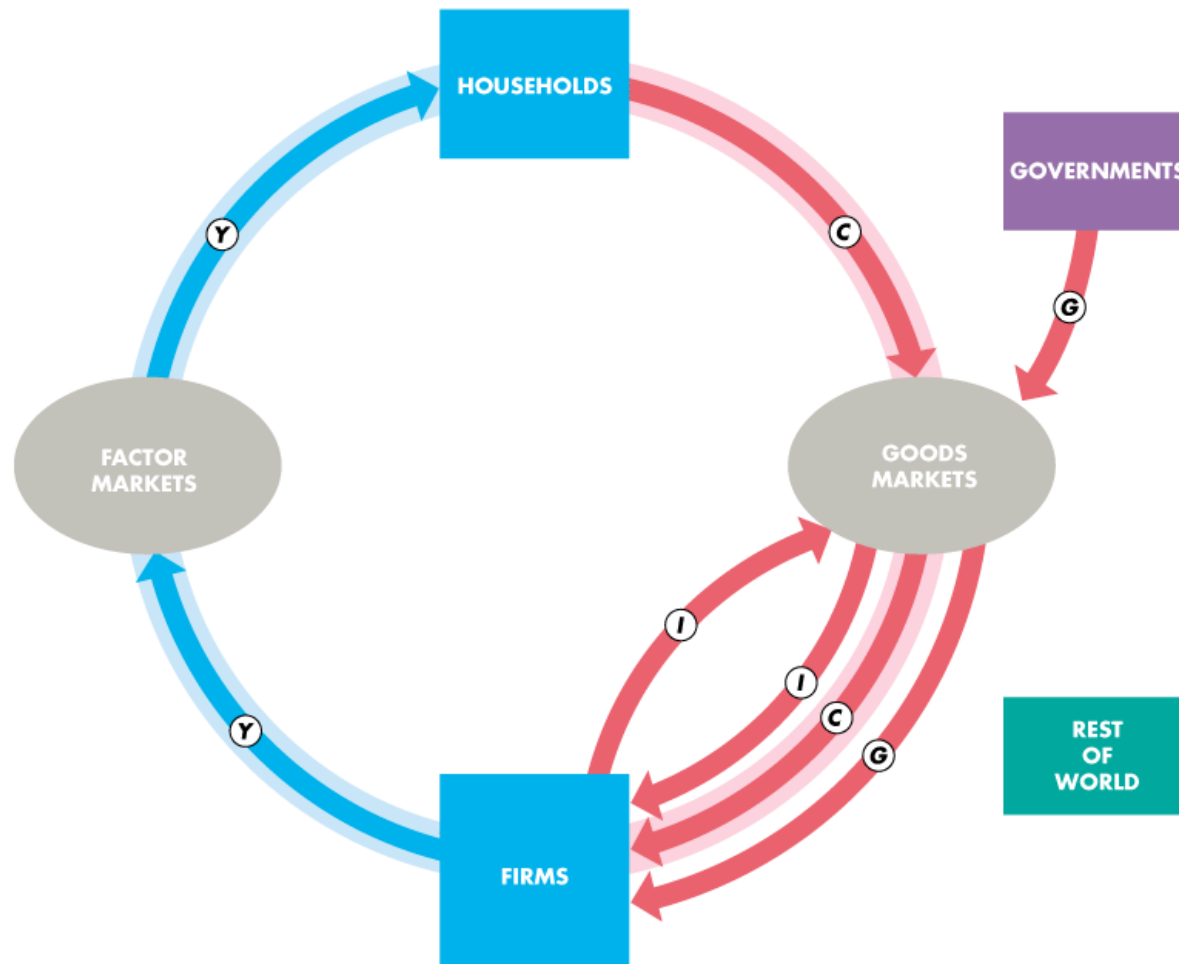 HOUSEHOLDS
GOVERNMENTS
Y
C
G
FACTOR
MARKETS
GOODS
MARKETS
I
I
C
Y
G
REST
OF
WORLD
FIRMS